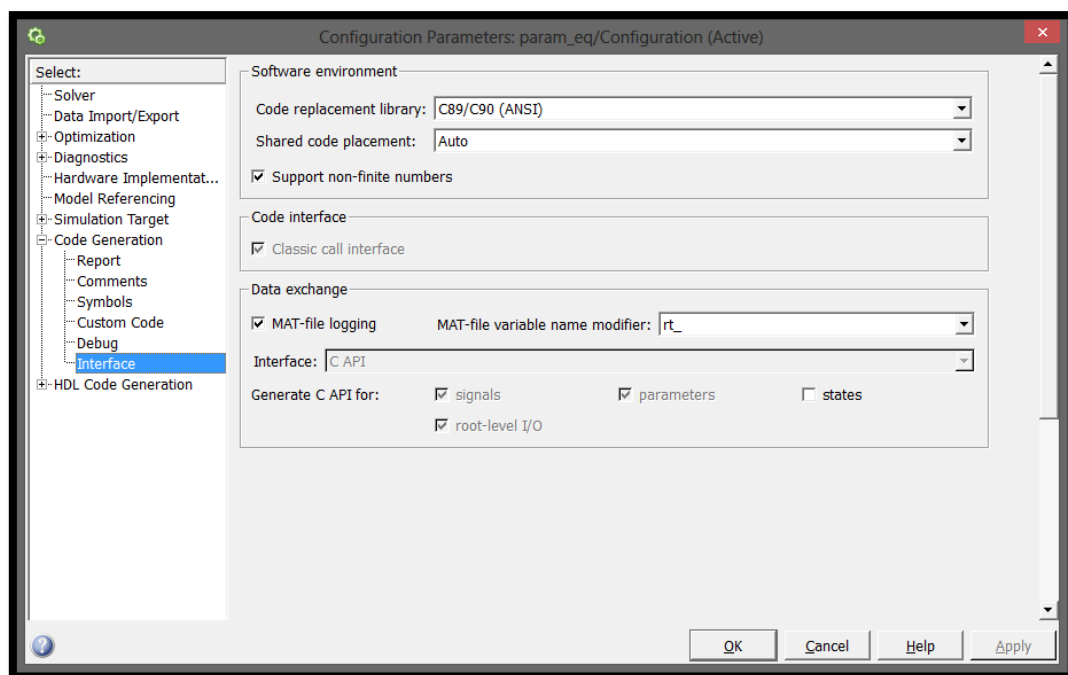 Configuration Parameters: param_eq/Configuration (Active)
Select:
Solver
Data Import/Export
Optimization
Diagnostics
Hardware Implementat...
Model Referencing
Simulation Target
Code Generation
Report
Comments
Symbols
Custom Code
Debug
Interface
HDL Code Generation
Software environment
Code replacement library: C89/C90 (ANSI)
Shared code placement: Auto
Support non-finite numbers
Code interface
Classic call interface
Data exchange
MAT-file logging MAT-file variable name modifier: rt_
Interface: C API
Generate C API for: signals parameters states
root-level I/O
OK Cancel Help Apply